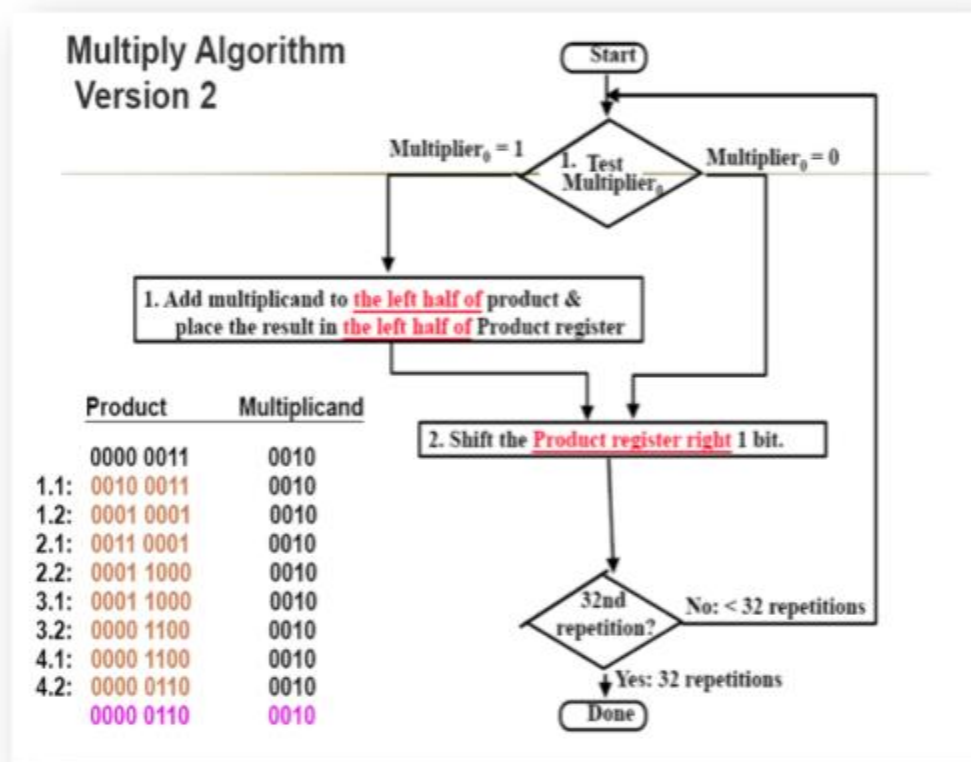 Multiply Algorithm
Version 2
Start
Multiplier₀ = 1
1. Test
Multiplier₀
Multiplier₀ = 0
1. Add multiplicand to the left half of product &
place the result in the left half of Product register
2. Shift the Product register right 1 bit.
Product Multiplicand
0000 0011 0010
1.1: 0010 0011 0010
1.2: 0001 0001 0010
2.1: 0011 0001 0010
2.2: 0001 1000 0010
3.1: 0001 1000 0010
3.2: 0000 1100 0010
4.1: 0000 1100 0010
4.2: 0000 0110 0010
0000 0110 0010
32nd
repetition?
No: < 32 repetitions
Yes: 32 repetitions
Done